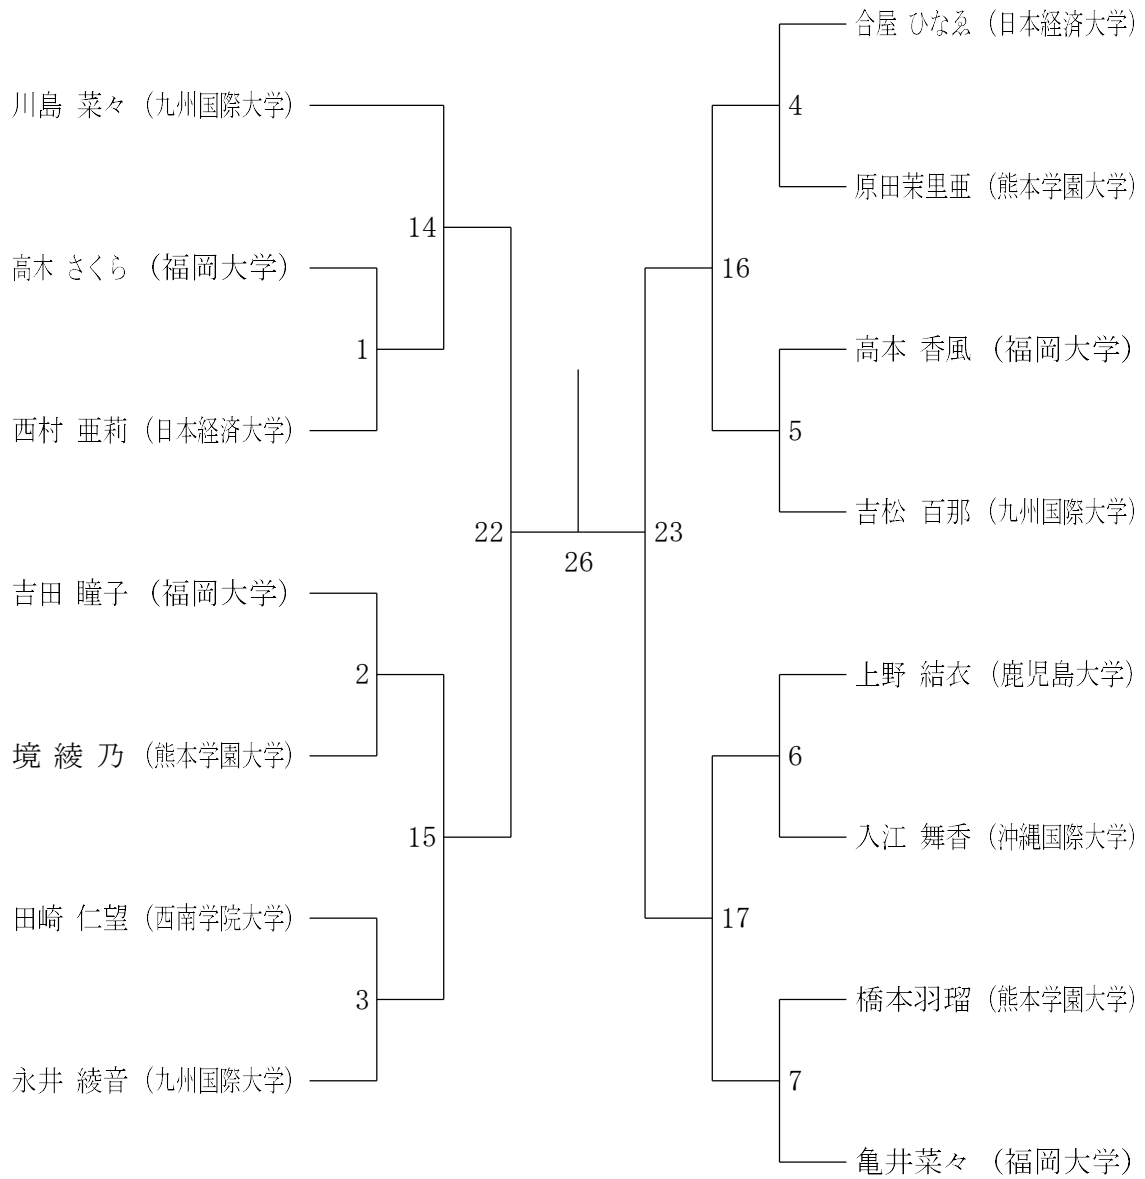 川島 菜々 (九州国際大学)
14
高木 さくら (福岡大学)
1
西村 亜莉 (日本経済大学)
22
吉田 瞳子 (福岡大学)
2
境 綾 乃 (熊本学園大学)
15
田崎 仁望 (西南学院大学)
3
永井 綾音 (九州国際大学)
26
合屋 ひなゑ (日本経済大学)
4
原田茉里亜 (熊本学園大学)
16
高本 香風 (福岡大学)
5
吉松 百那 (九州国際大学)
23
上野 結衣 (鹿児島大学)
6
入江 舞香 (沖縄国際大学)
17
橋本羽瑠 (熊本学園大学)
7
亀井菜々 (福岡大学)